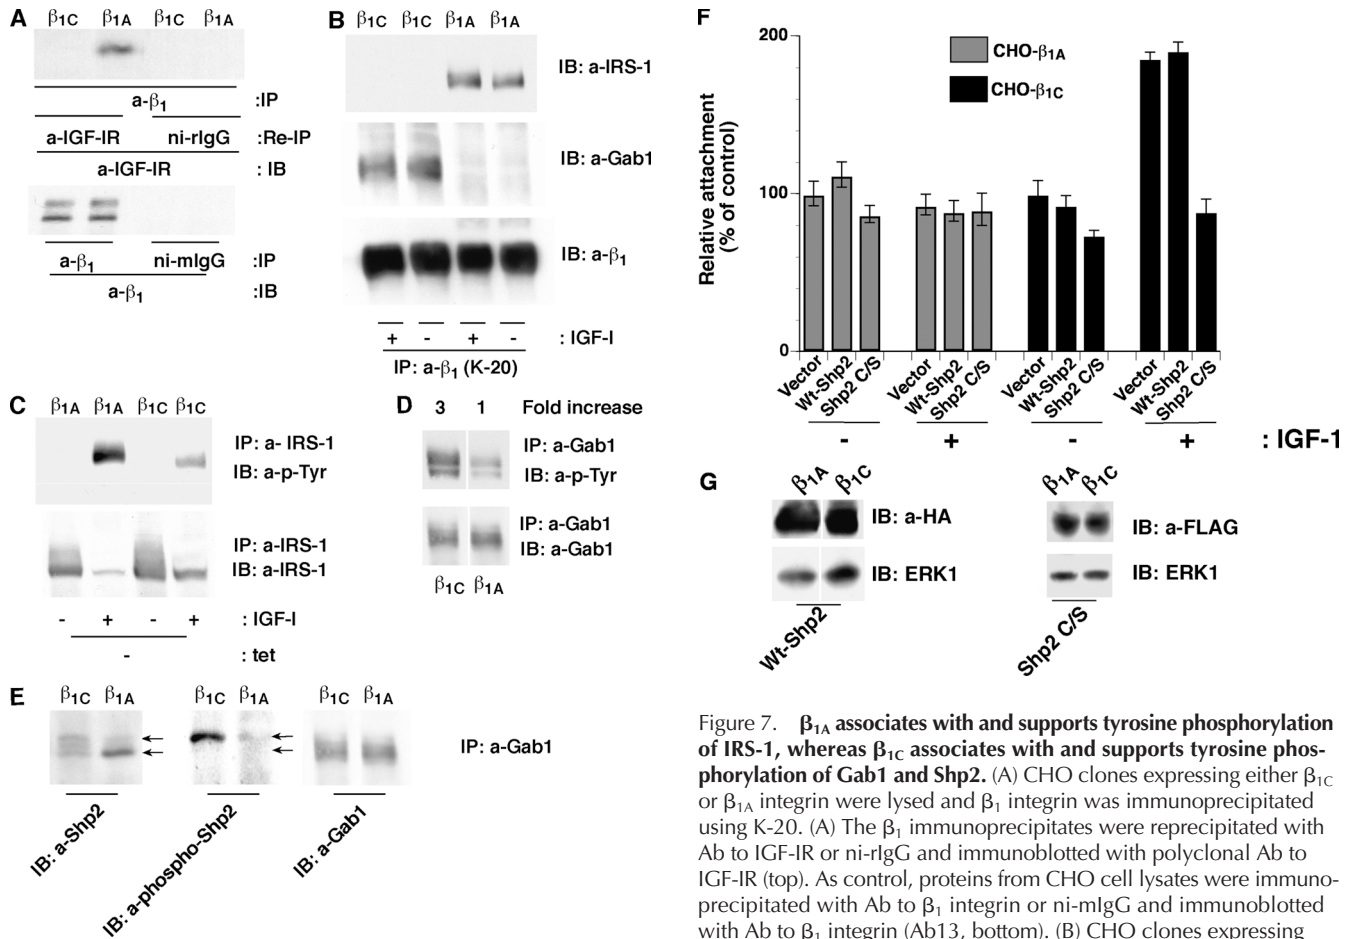 A
β1C β1A β1C β1A
a-β1 :IP
a-IGF-IR ni-rIgG :Re-IP
a-IGF-IR : IB
a-β1 ni-mIgG :IP
a-β1 :IB
B
β1C β1C β1A β1A
IB: a-IRS-1
IB: a-Gab1
IB: a-β1
+ - + - : IGF-I
IP: a-β1 (K-20)
C
β1A β1A β1C β1C
IP: a- IRS-1
IB: a-p-Tyr
IP: a-IRS-1
IB: a-IRS-1
- + - + : IGF-I
- : tet
D
3 1 Fold increase
IP: a-Gab1
IB: a-p-Tyr
IP: a-Gab1
IB: a-Gab1
β1C β1A
E
β1C β1A β1C β1A β1C β1A
IP: a-Gab1
IB: a-Shp2
IB: a-phospho-Shp2
IB: a-Gab1
F
Relative attachment
(% of control)
200
100
0
CHO-β1A
CHO-β1C
Vector Wt-Shp2 Shp2 C/S Vector Wt-Shp2 Shp2 C/S Vector Wt-Shp2 Shp2 C/S Vector Wt-Shp2 Shp2 C/S
- + - + : IGF-1
G
β1A β1C β1A β1C
IB: a-HA IB: a-FLAG
IB: ERK1 IB: ERK1
Wt-Shp2 Shp2 C/S
Figure 7. β1A associates with and supports tyrosine phosphorylation
of IRS-1, whereas β1C associates with and supports tyrosine phos-
phorylation of Gab1 and Shp2. (A) CHO clones expressing either β1C
or β1A integrin were lysed and β1 integrin was immunoprecipitated
using K-20. (A) The β1 immunoprecipitates were reprecipitated with
Ab to IGF-IR or ni-rIgG and immunoblotted with polyclonal Ab to
IGF-IR (top). As control, proteins from CHO cell lysates were immuno-
precipitated with Ab to β1 integrin or ni-mIgG and immunoblotted
with Ab to β1 integrin (Ab13, bottom). (B) CHO clones expressing